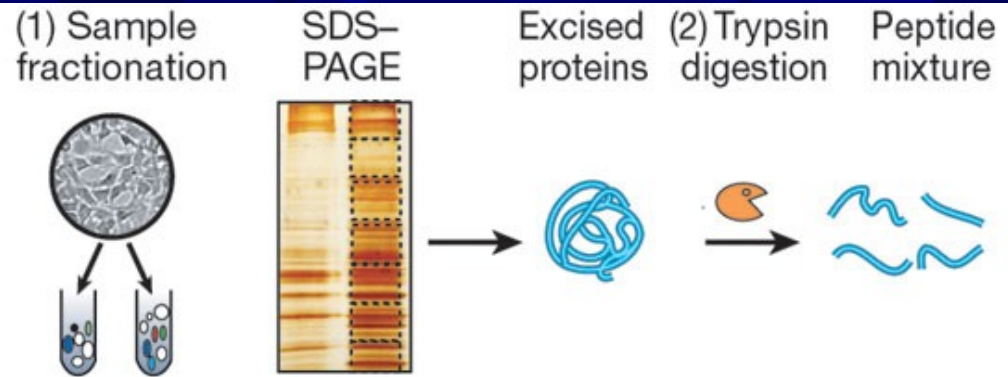 (1) Sample
fractionation
SDS–
PAGE
Excised
proteins
(2) Trypsin
digestion
Peptide
mixture